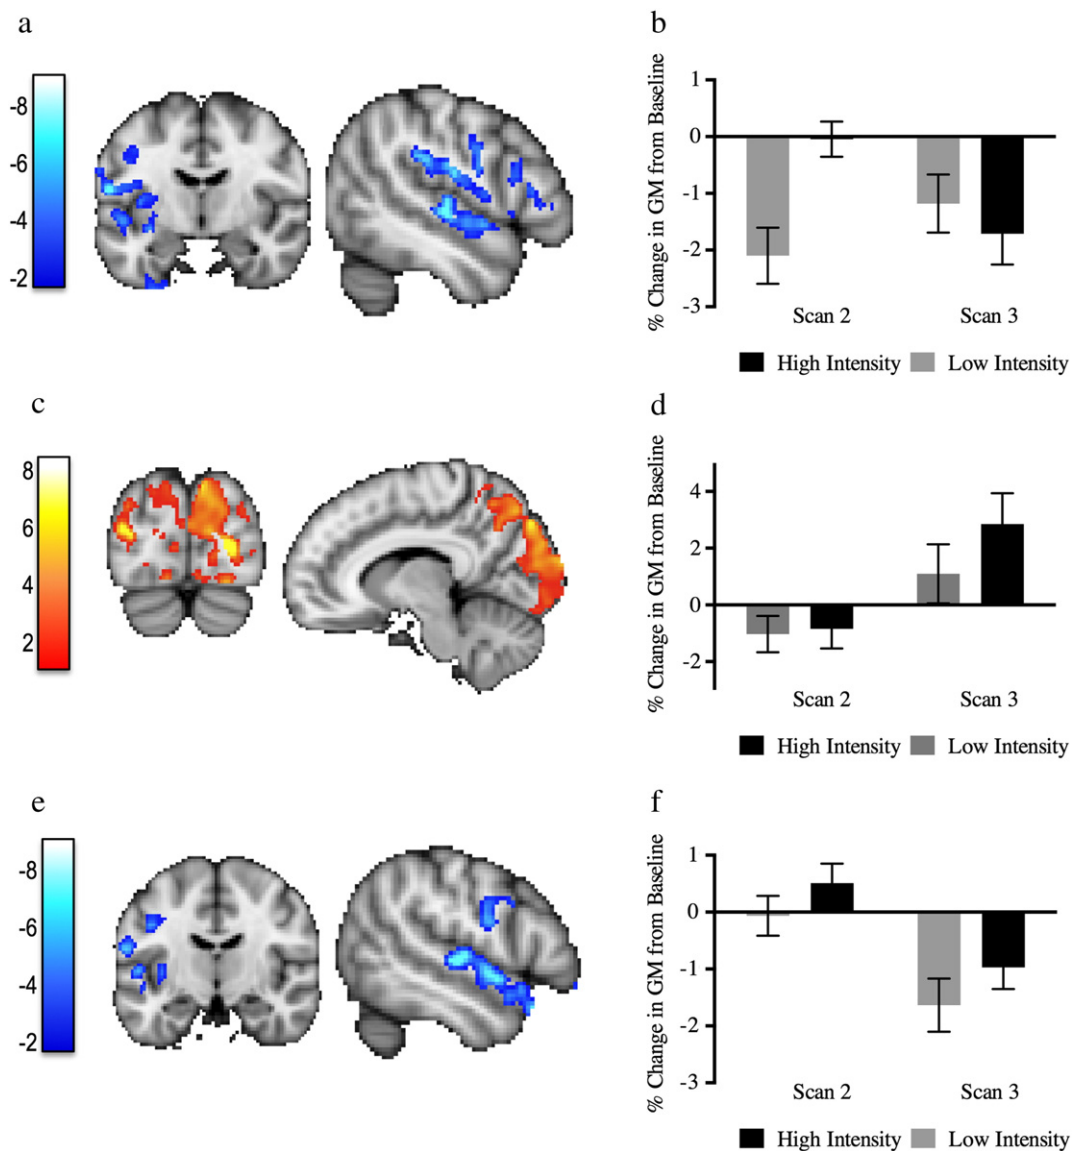 a
-8
-6
-4
-2
b
% Change in GM from Baseline
1
0
-1
-2
-3
Scan 2 Scan 3
High Intensity Low Intensity
c
8
6
4
2
d
% Change in GM from Baseline
4
2
0
-2
Scan 2 Scan 3
High Intensity Low Intensity
e
-8
-6
-4
-2
f
% Change in GM from Baseline
1
0
-1
-2
-3
Scan 2 Scan 3
High Intensity Low Intensity